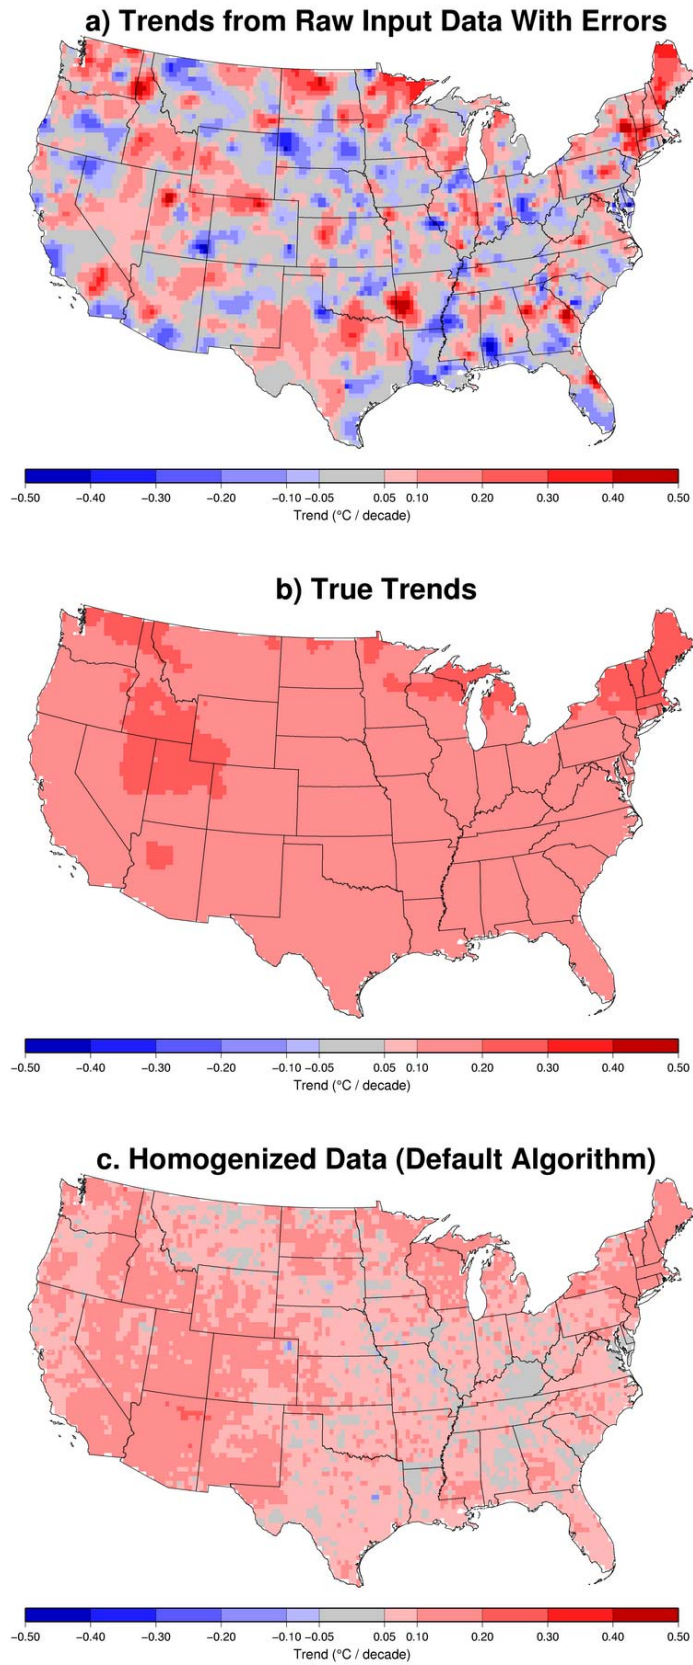 a) Trends from Raw Input Data With Errors
−0.50 −0.40 −0.30 −0.20 −0.10 −0.05 0.05 0.10 0.20 0.30 0.40 0.50
Trend (°C / decade)
b) True Trends
−0.50 −0.40 −0.30 −0.20 −0.10 −0.05 0.05 0.10 0.20 0.30 0.40 0.50
Trend (°C / decade)
c. Homogenized Data (Default Algorithm)
−0.50 −0.40 −0.30 −0.20 −0.10 −0.05 0.05 0.10 0.20 0.30 0.40 0.50
Trend (°C / decade)